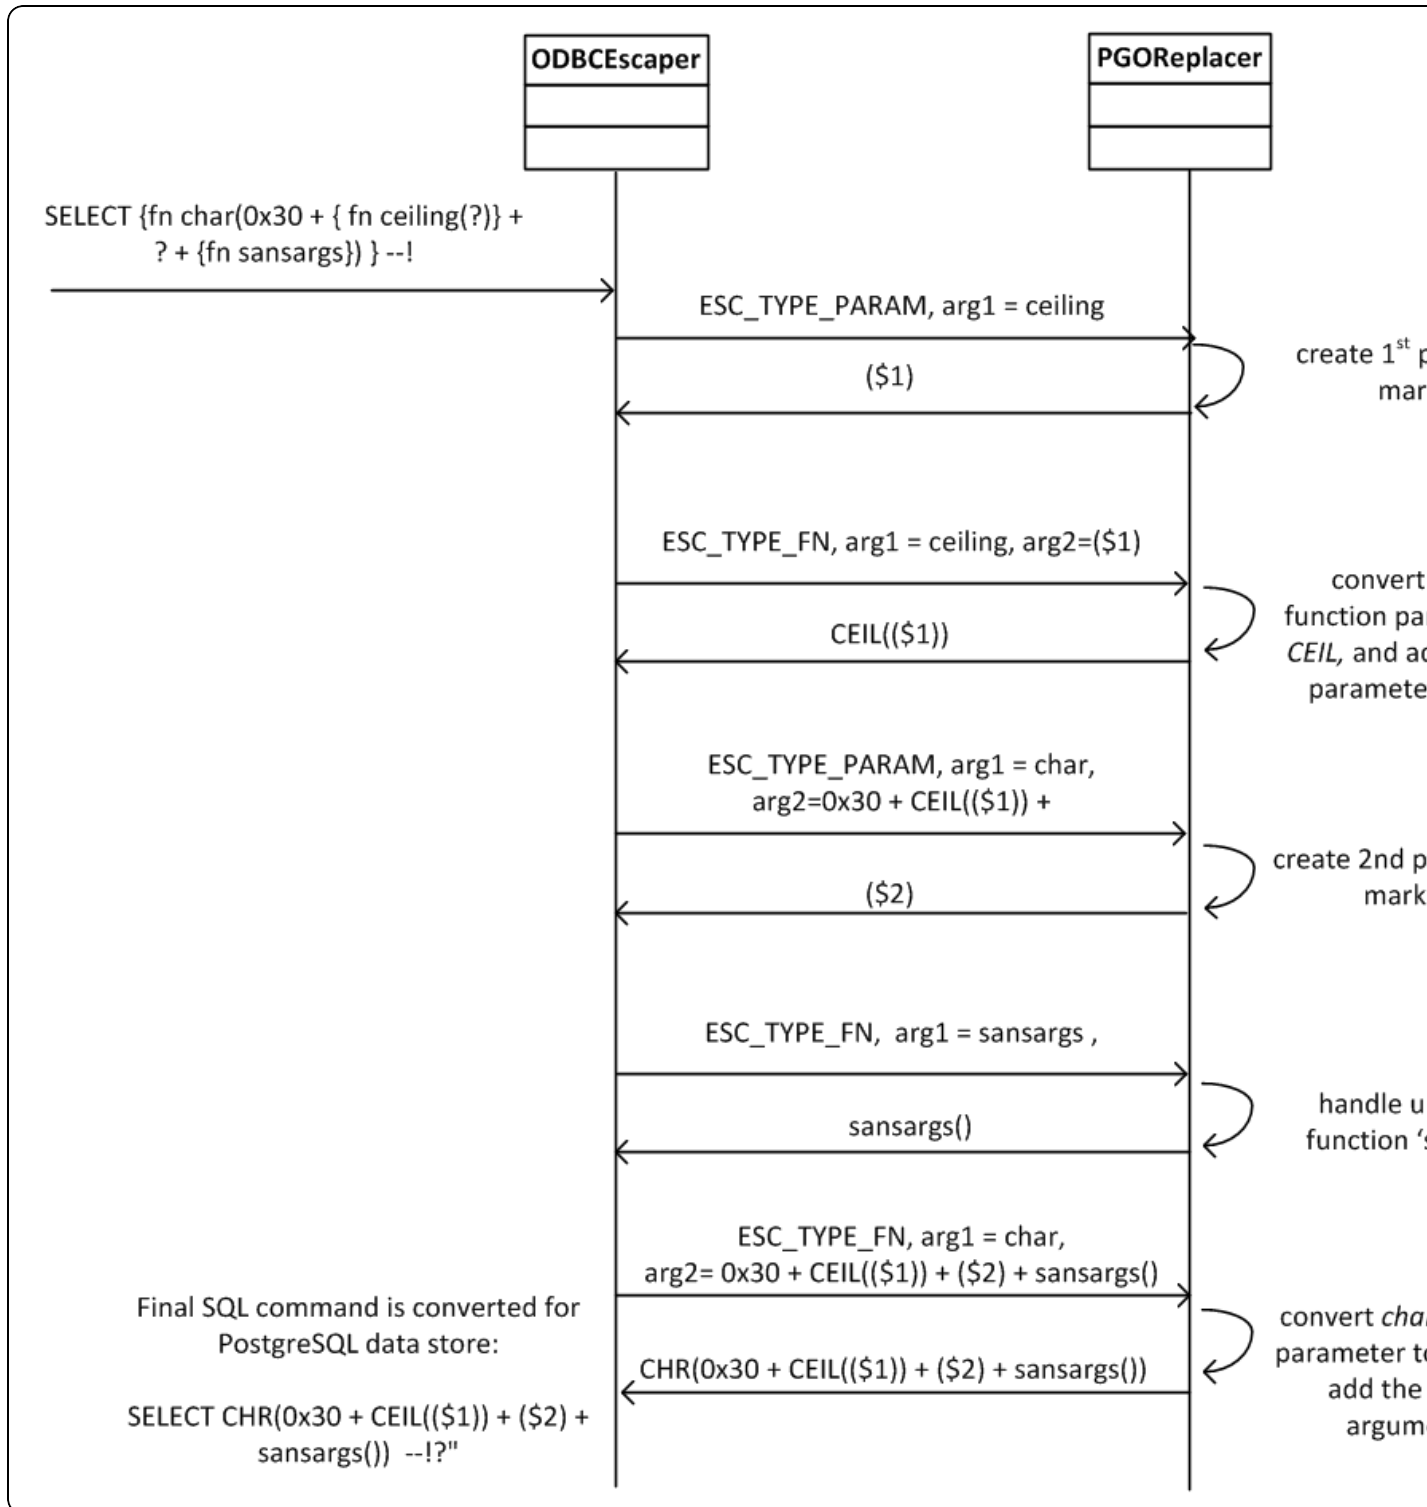 ODBCEscaper
PGOReplacer
SELECT {fn char(0x30 + { fn ceiling(?)} +
? + {fn sansargs}) } --!
ESC_TYPE_PARAM, arg1 = ceiling
create 1st
($1)
ESC_TYPE_FN, arg1 = ceiling, arg2=($1)
convert
function
CEIL((​$1))
CEIL, and
ESC_TYPE_PARAM, arg1 = char,
arg2=0x30 + CEIL(($1)) +
create 2nd
($2)
ESC_TYPE_FN, arg1 = sansargs ,
handle
sansargs()
function
ESC_TYPE_FN, arg1 = char,
arg2= 0x30 + CEIL(($1)) + ($2) + sansargs()
convert
parameter
CHR(0x30 + CEIL(($1)) + ($2) + sansargs())
add the
Final SQL command is converted for
PostgreSQL data store:
SELECT CHR(0x30 + CEIL(($1)) + ($2) +
sansargs()) --!?"